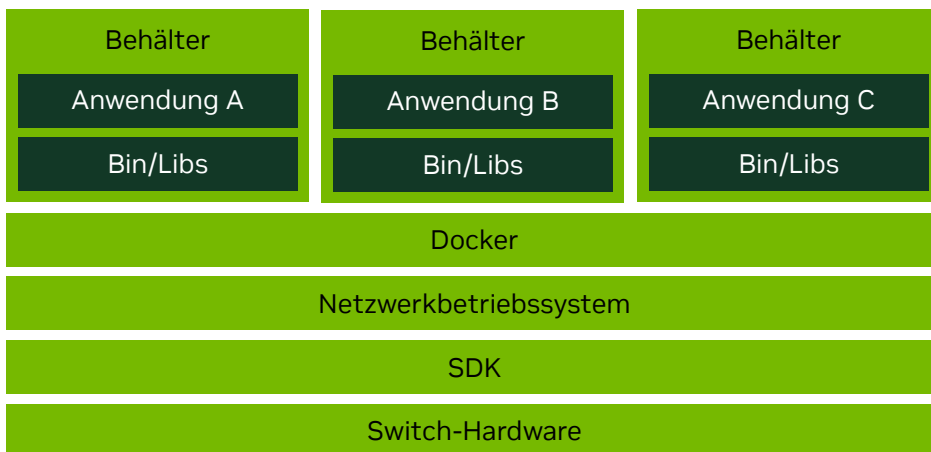 Behälter
Anwendung A
Bin/Libs
Behälter
Anwendung B
Bin/Libs
Behälter
Anwendung C
Bin/Libs
Docker
Netzwerkbetriebssystem
SDK
Switch-Hardware